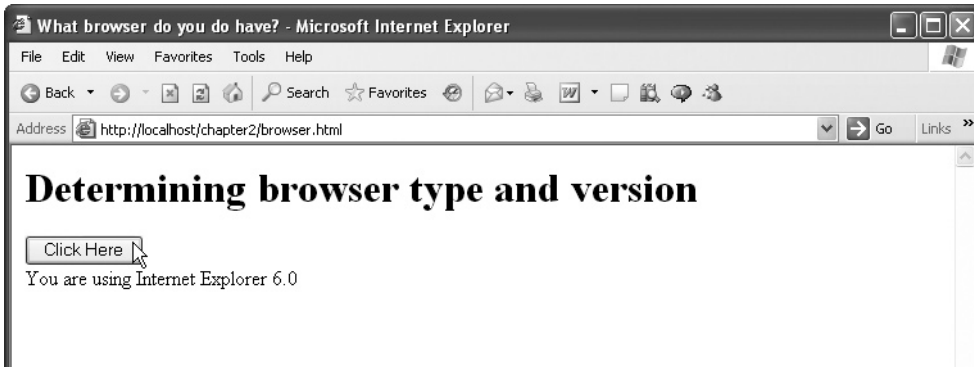 What browser do you do have? - Microsoft Internet Explorer
File Edit View Favorites Tools Help
Back Search Favorites W
Address http://localhost/chapter2/browser.html Go Links »
Determining browser type and version
Click Here
You are using Internet Explorer 6.0